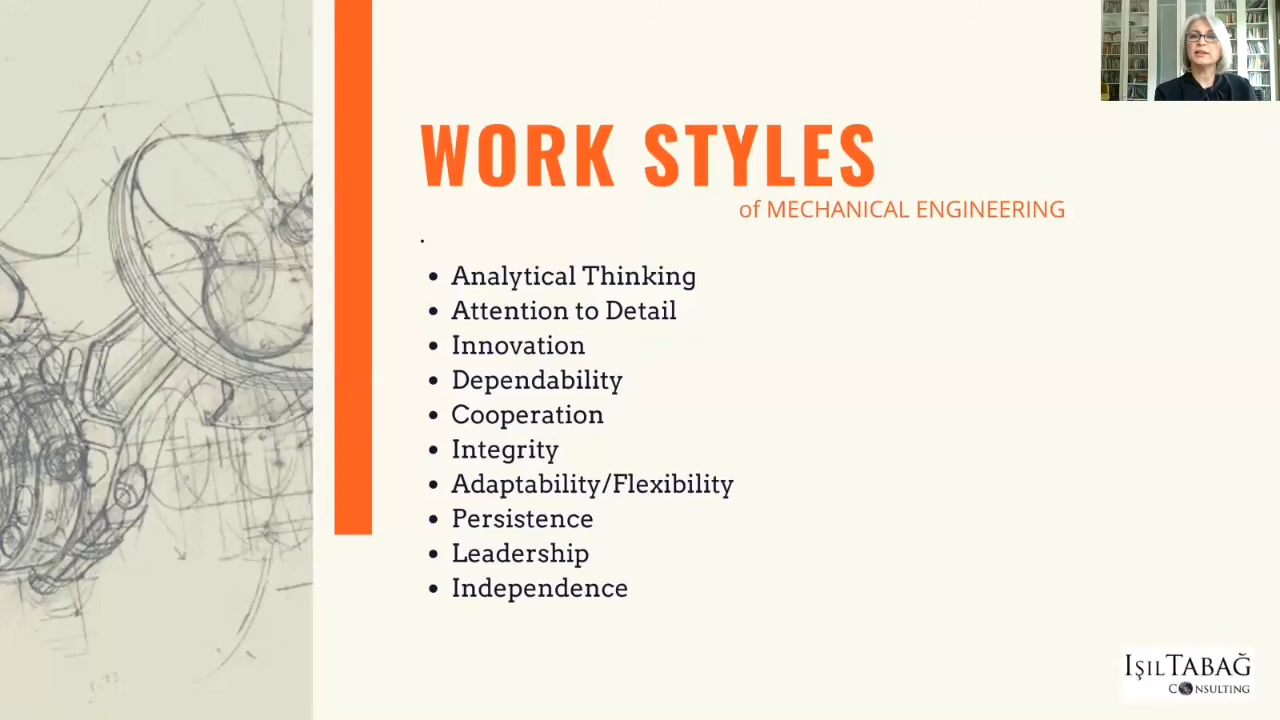 WORK STYLES
of MECHANICAL ENGINEERING
.
• Analytical Thinking
• Attention to Detail
• Innovation
• Dependability
• Cooperation
• Integrity
• Adaptability/Flexibility
• Persistence
• Leadership
• Independence
IşılTABAĞ
CONSULTING